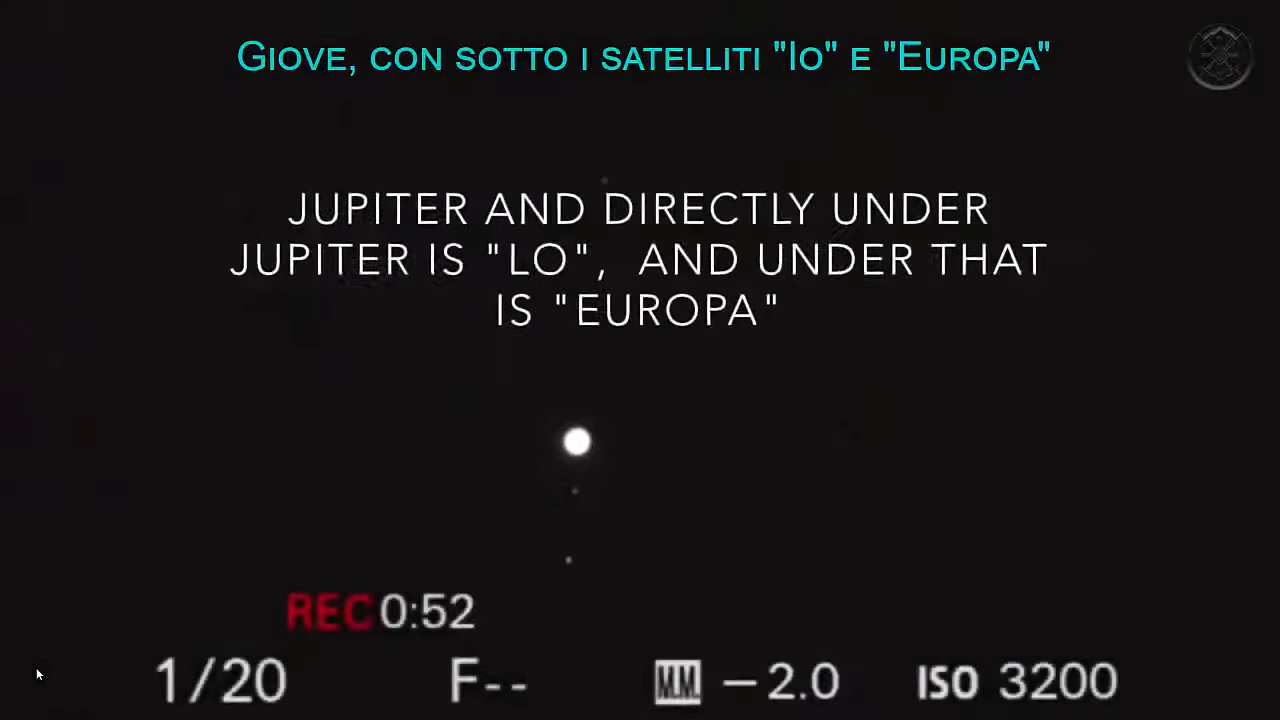 Giove, con sotto i satelliti "Io" e "Europa"
JUPITER AND DIRECTLY UNDER
JUPITER IS "LO", AND UNDER THAT
IS "EUROPA"
REC 0:52
1/20 F-- M.M. −2.0 ISO 3200